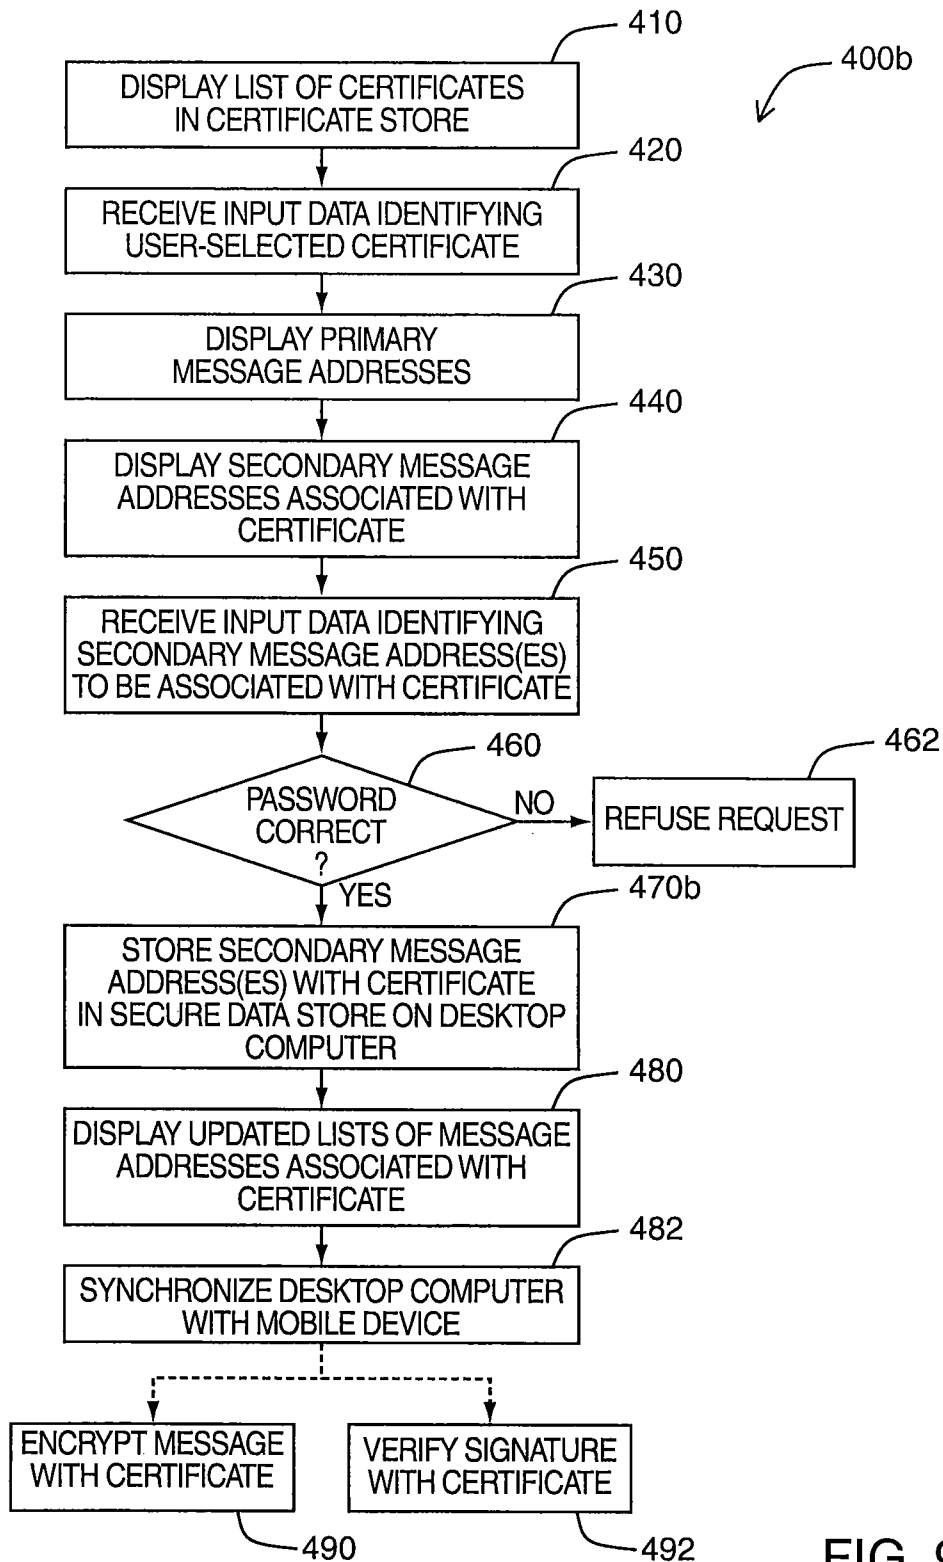 410
400b
DISPLAY LIST OF CERTIFICATES
IN CERTIFICATE STORE
420
RECEIVE INPUT DATA IDENTIFYING
USER-SELECTED CERTIFICATE
430
DISPLAY PRIMARY
MESSAGE ADDRESSES
440
DISPLAY SECONDARY MESSAGE
ADDRESSES ASSOCIATED WITH
CERTIFICATE
450
RECEIVE INPUT DATA IDENTIFYING
SECONDARY MESSAGE ADDRESS(ES)
TO BE ASSOCIATED WITH CERTIFICATE
460
462
PASSWORD
CORRECT
?
NO
REFUSE REQUEST
YES
470b
STORE SECONDARY MESSAGE
ADDRESS(ES) WITH CERTIFICATE
IN SECURE DATA STORE ON DESKTOP
COMPUTER
480
DISPLAY UPDATED LISTS OF MESSAGE
ADDRESSES ASSOCIATED WITH
CERTIFICATE
482
SYNCHRONIZE DESKTOP COMPUTER
WITH MOBILE DEVICE
ENCRYPT MESSAGE
WITH CERTIFICATE
VERIFY SIGNATURE
WITH CERTIFICATE
490
492
FIG.